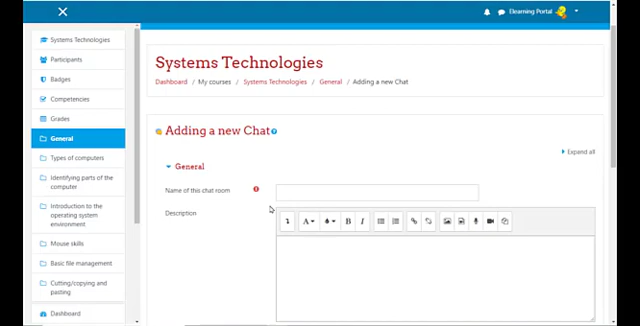 Elearning Portal
Systems Technologies
Participants
Badges
Competencies
Grades
General
Types of computers
Identifying parts of the
computer
Introduction to the
operating system
environment
Mouse skills
Basic file management
Cutting/copying and
pasting
Dashboard
Systems Technologies
Dashboard / My courses / Systems Technologies / General / Adding a new Chat
Adding a new Chat
Expand all
General
Name of this chat room
Description
A B I